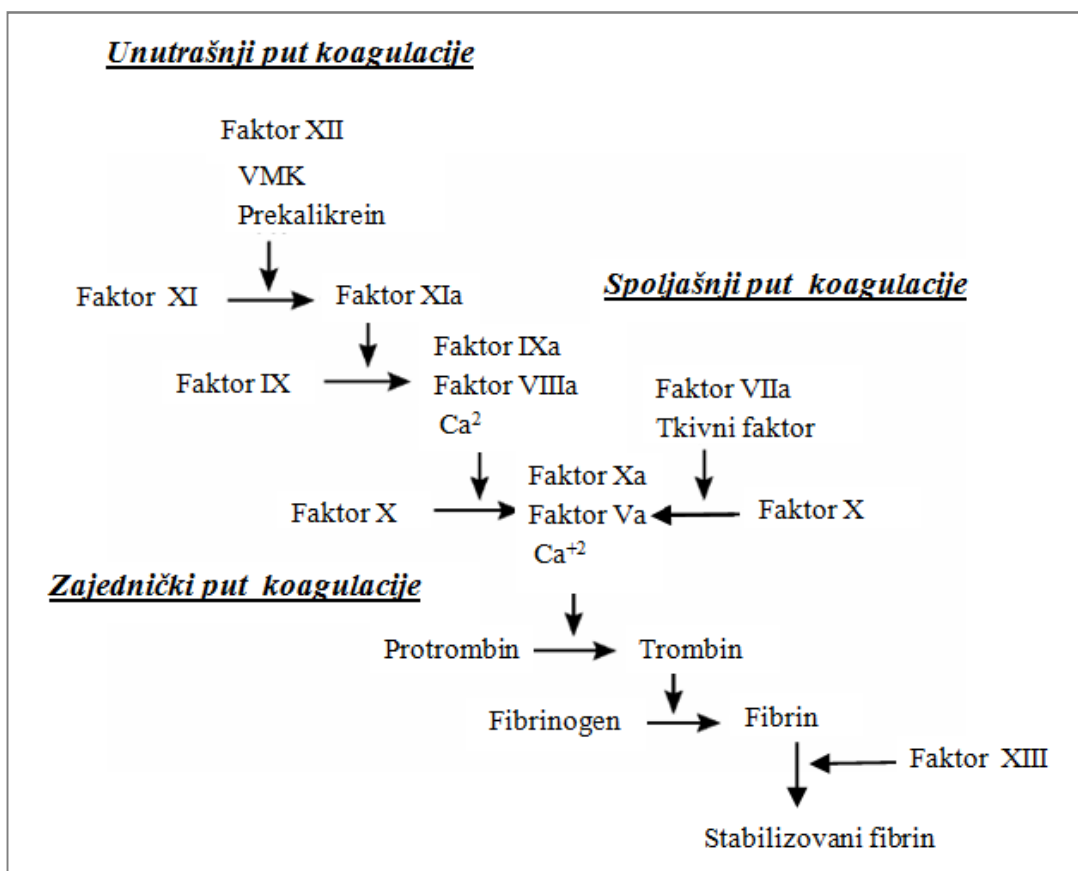 Unutrašnji put koagulacije
Faktor XII
VMK
Prekalikrein
Faktor XI
Faktor XIa
Spoljašnji put koagulacije
Faktor IXa
Faktor IX
Faktor VIIIa
Ca²
Faktor VIIa
Tkivni faktor
Faktor Xa
Faktor X
Faktor Va
Faktor X
Ca⁺²
Zajednički put koagulacije
Protrombin
Trombin
Fibrinogen
Fibrin
Faktor XIII
Stabilizovani fibrin